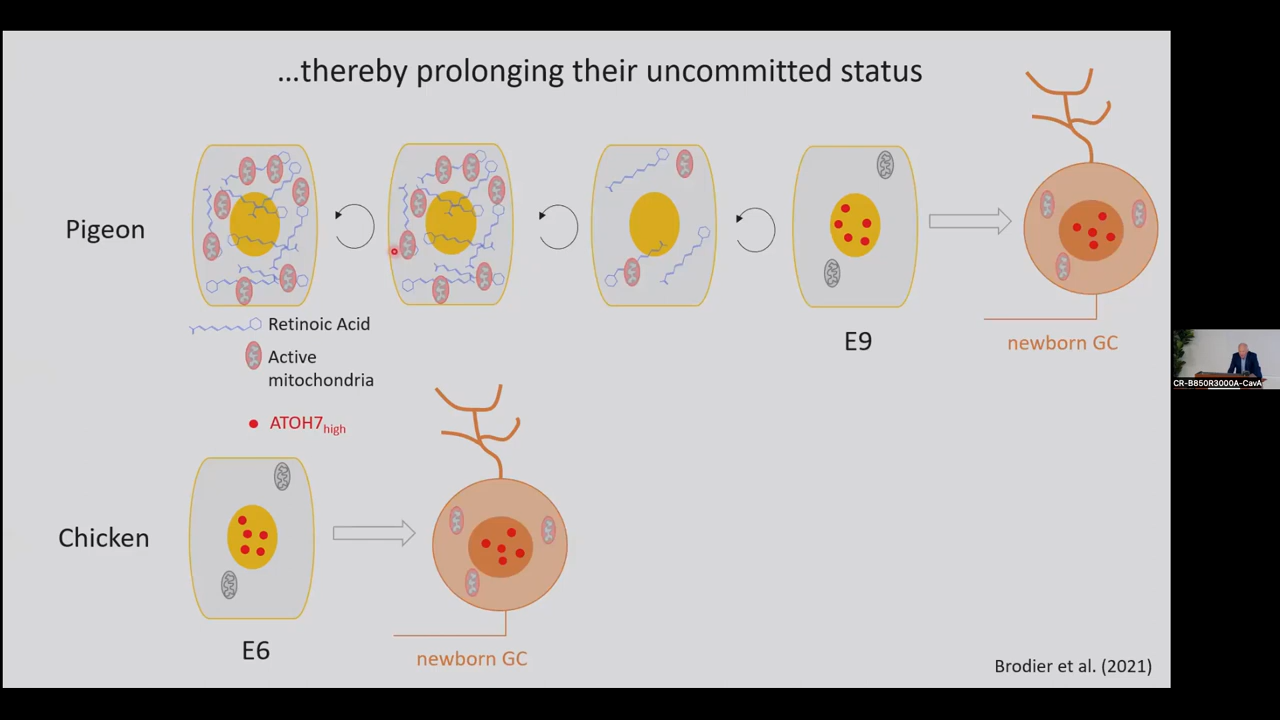 ...thereby prolonging their uncommitted status
Pigeon
Retinoic Acid
Active
mitochondria
ATOH7high
E9
newborn GC
Chicken
E6
newborn GC
Brodier et al. (2021)
CR-B850R3000A-CavA